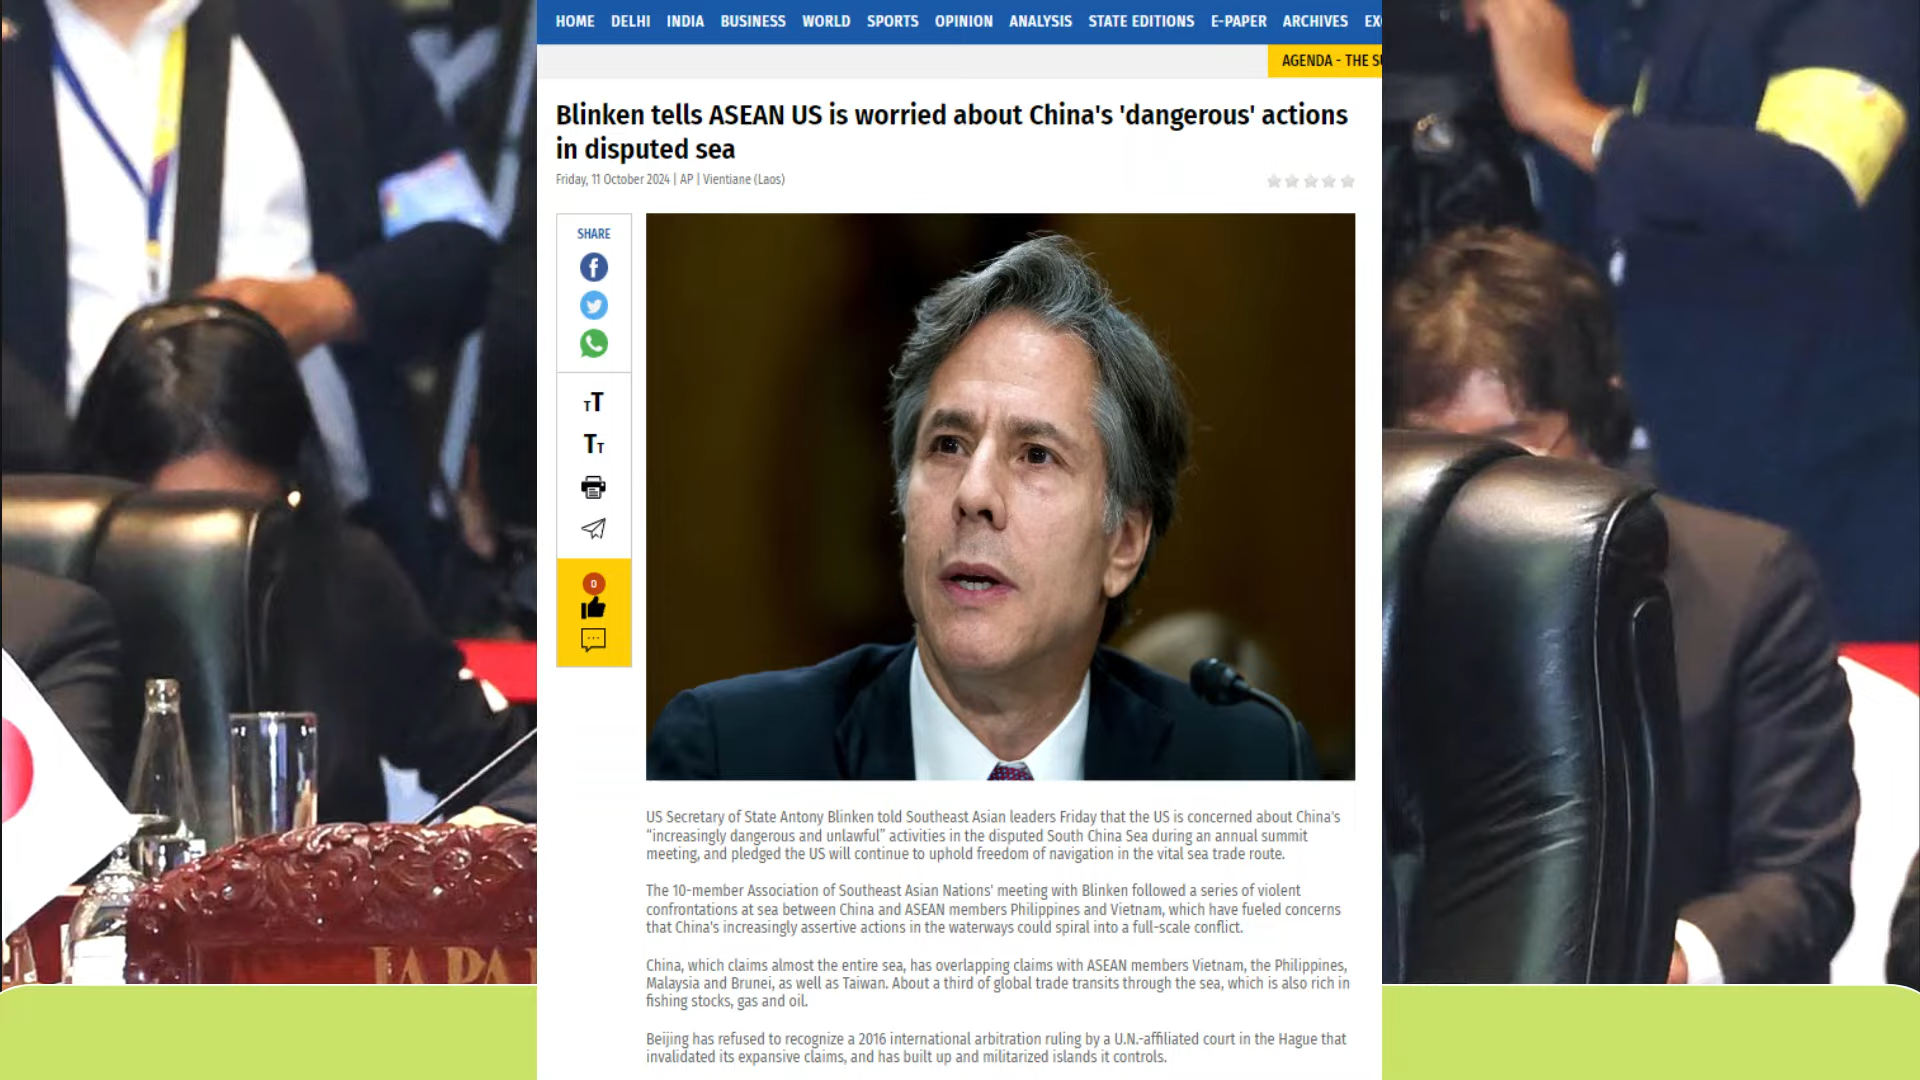 HOME DELHI INDIA BUSINESS WORLD SPORTS OPINION ANALYSIS STATE EDITIONS E-PAPER ARCHIVES
AGENDA - THE
Blinken tells ASEAN US is worried about China's 'dangerous' actions
in disputed sea
Friday, 11 October 2024 | AP | Vientiane (Laos)
SHARE
f
TT
TT
0
US Secretary of State Antony Blinken told Southeast Asian leaders Friday that the US is concerned about China's
“increasingly dangerous and unlawful” activities in the disputed South China Sea during an annual summit
meeting, and pledged the US will continue to uphold freedom of navigation in the vital sea trade route.
The 10-member Association of Southeast Asian Nations' meeting with Blinken followed a series of violent
confrontations at sea between China and ASEAN members Philippines and Vietnam, which have fueled concerns
that China's increasingly assertive actions in the waterways could spiral into a full-scale conflict.
China, which claims almost the entire sea, has overlapping claims with ASEAN members Vietnam, the Philippines,
Malaysia and Brunei, as well as Taiwan. About a third of global trade transits through the sea, which is also rich in
fishing stocks, gas and oil.
Beijing has refused to recognize a 2016 international arbitration ruling by a U.N.-affiliated court in the Hague that
invalidated its expansive claims, and has built up and militarized islands it controls.
JAPA